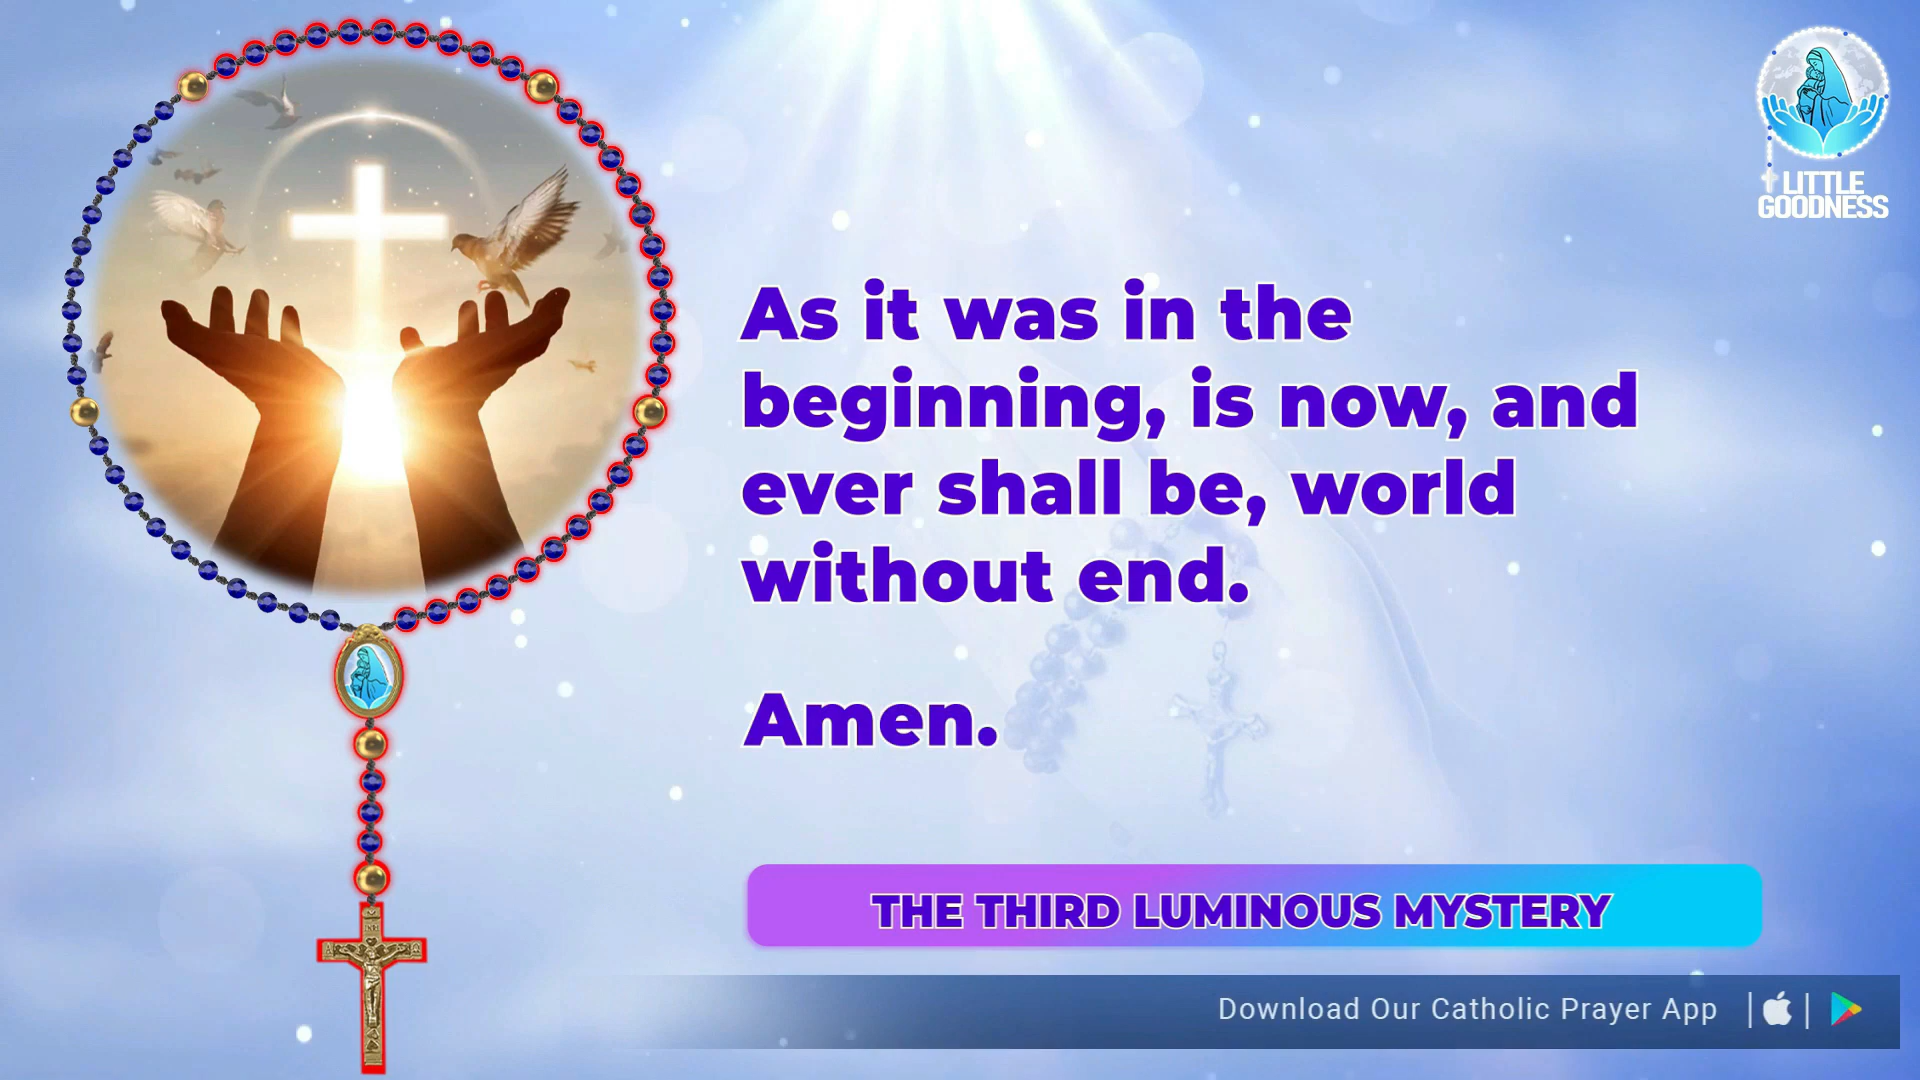 LITTLE
GOODNESS
As it was in the
beginning, is now, and
ever shall be, world
without end.
Amen.
THE THIRD LUMINOUS MYSTERY
INRI
Download Our Catholic Prayer App